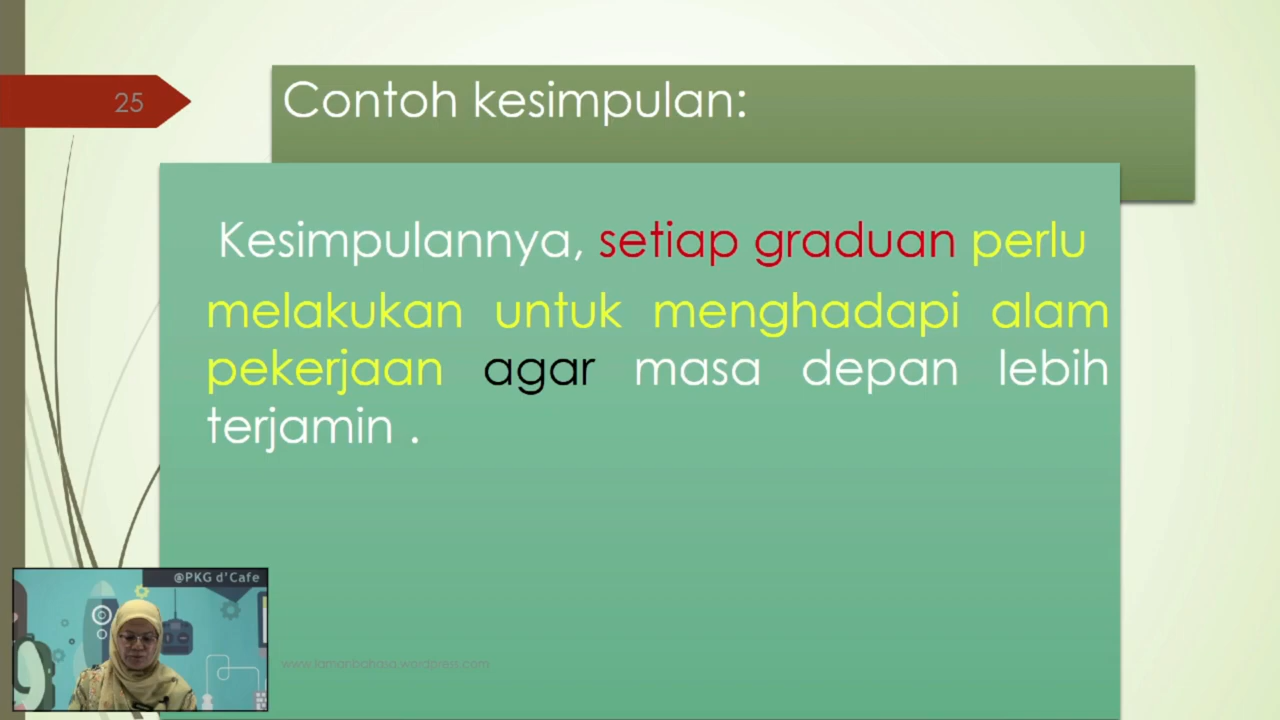 25
Contoh kesimpulan:
Kesimpulannya, setiap graduan perlu
melakukan untuk menghadapi alam
pekerjaan agar masa depan lebih
terjamin .
@PKG d'Cafe
www.lamanbahasa.wordpress.com